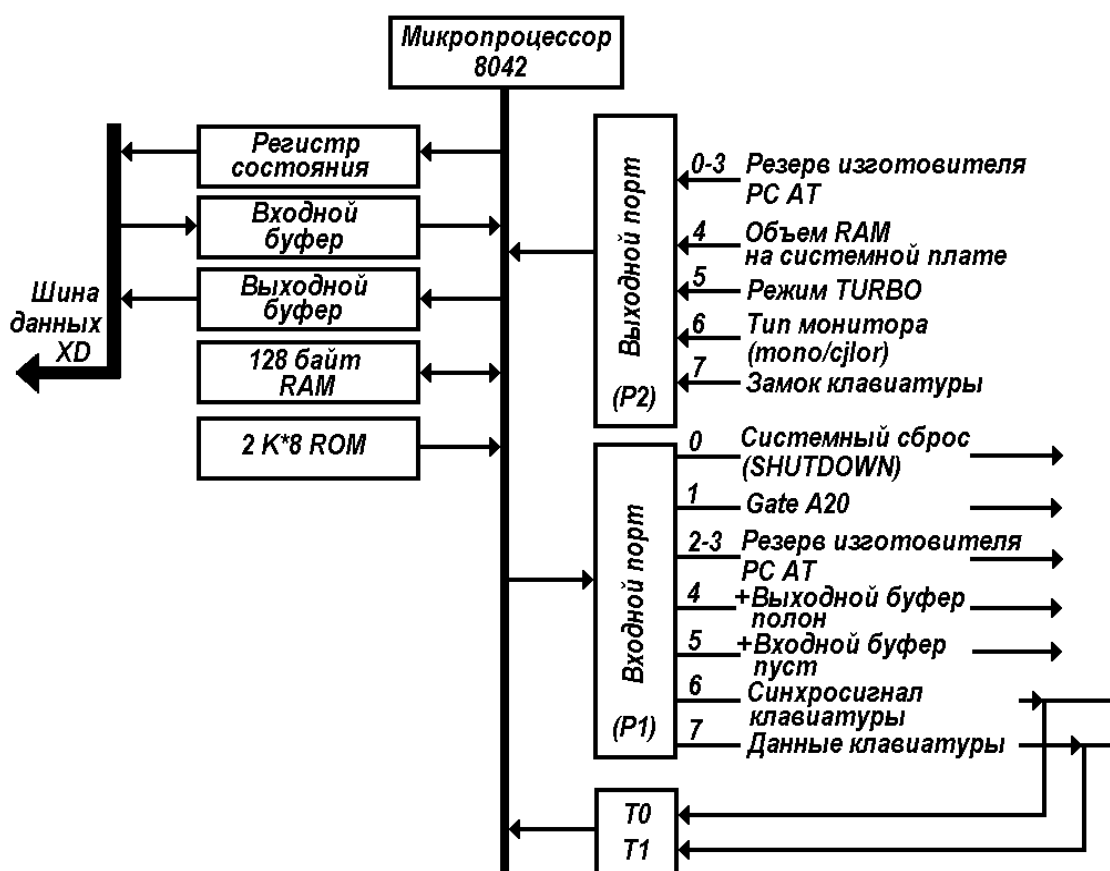 Микропроцессор
8042
Регистр
состояния
Входной
буфер
Выходной
буфер
128 байт
RAM
2 K*8 ROM
Шина
данных
XD
Выходной порт
(P2)
0-3 Резерв изготовителя
PC AT
4 Объем RAM
на системной плате
5 Режим TURBO
6 Тип монитора
(mono/cjlor)
7 Замок клавиатуры
Входной порт
(P1)
0 Системный сброс
(SHUTDOWN)
1 Gate A20
2-3 Резерв изготовителя
PC AT
4 +Выходной буфер
полон
5 +Входной буфер
пуст
6 Синхросигнал
клавиатуры
7 Данные клавиатуры
T0
T1